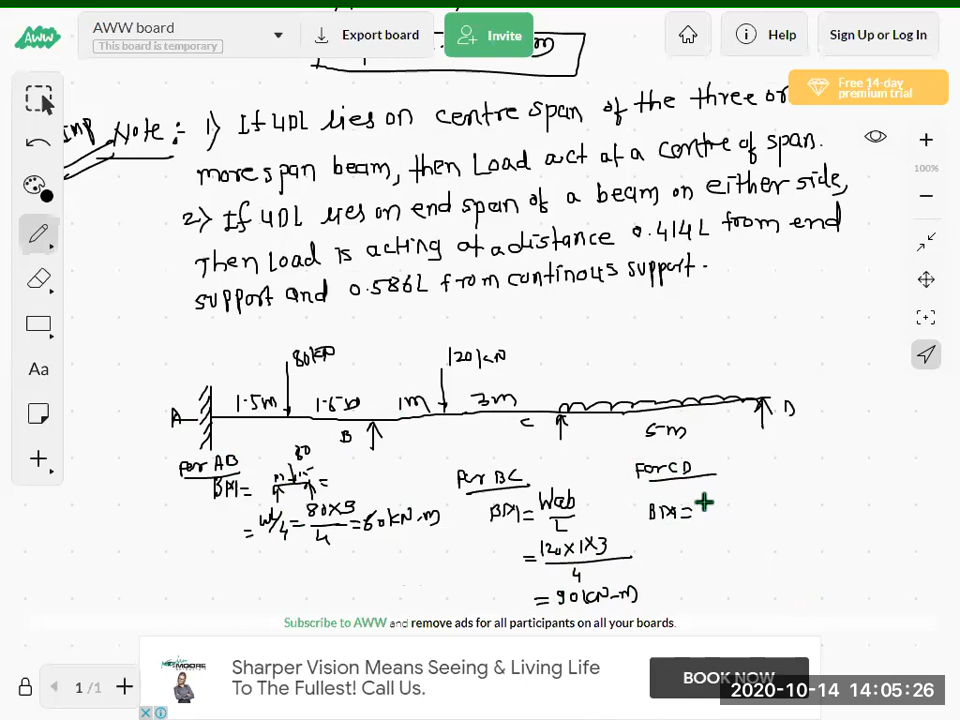 AWW
AWW board
This board is temporary
Export board
Invite
Help
Sign Up or Log In
Free 14-day
premium trial
100%
Imp Note :- 1) If UDL lies on centre span of the three or
more span beam, then Load act at a centre of span.
2) If UDL lies on end span of a beam on either side,
Then Load is acting at a distance 0.414L from end
support and 0.586L from continous support.
80kN
120kN
A
1.5m
1.5m
B
1m
3m
C
5m
D
For AB
80
BM =
=
= WL/4 = 80×3/4 = 60kN-m
For BC
BM = Wab/L
= 120×1×3/4
= 90kN-m
For CD
BM =
Aa
Subscribe to AWW and remove ads for all participants on all your boards.
1 / 1
MOORE
Sharper Vision Means Seeing & Living Life
To The Fullest! Call Us.
BOOK NOW
2020-10-14 14:05:26